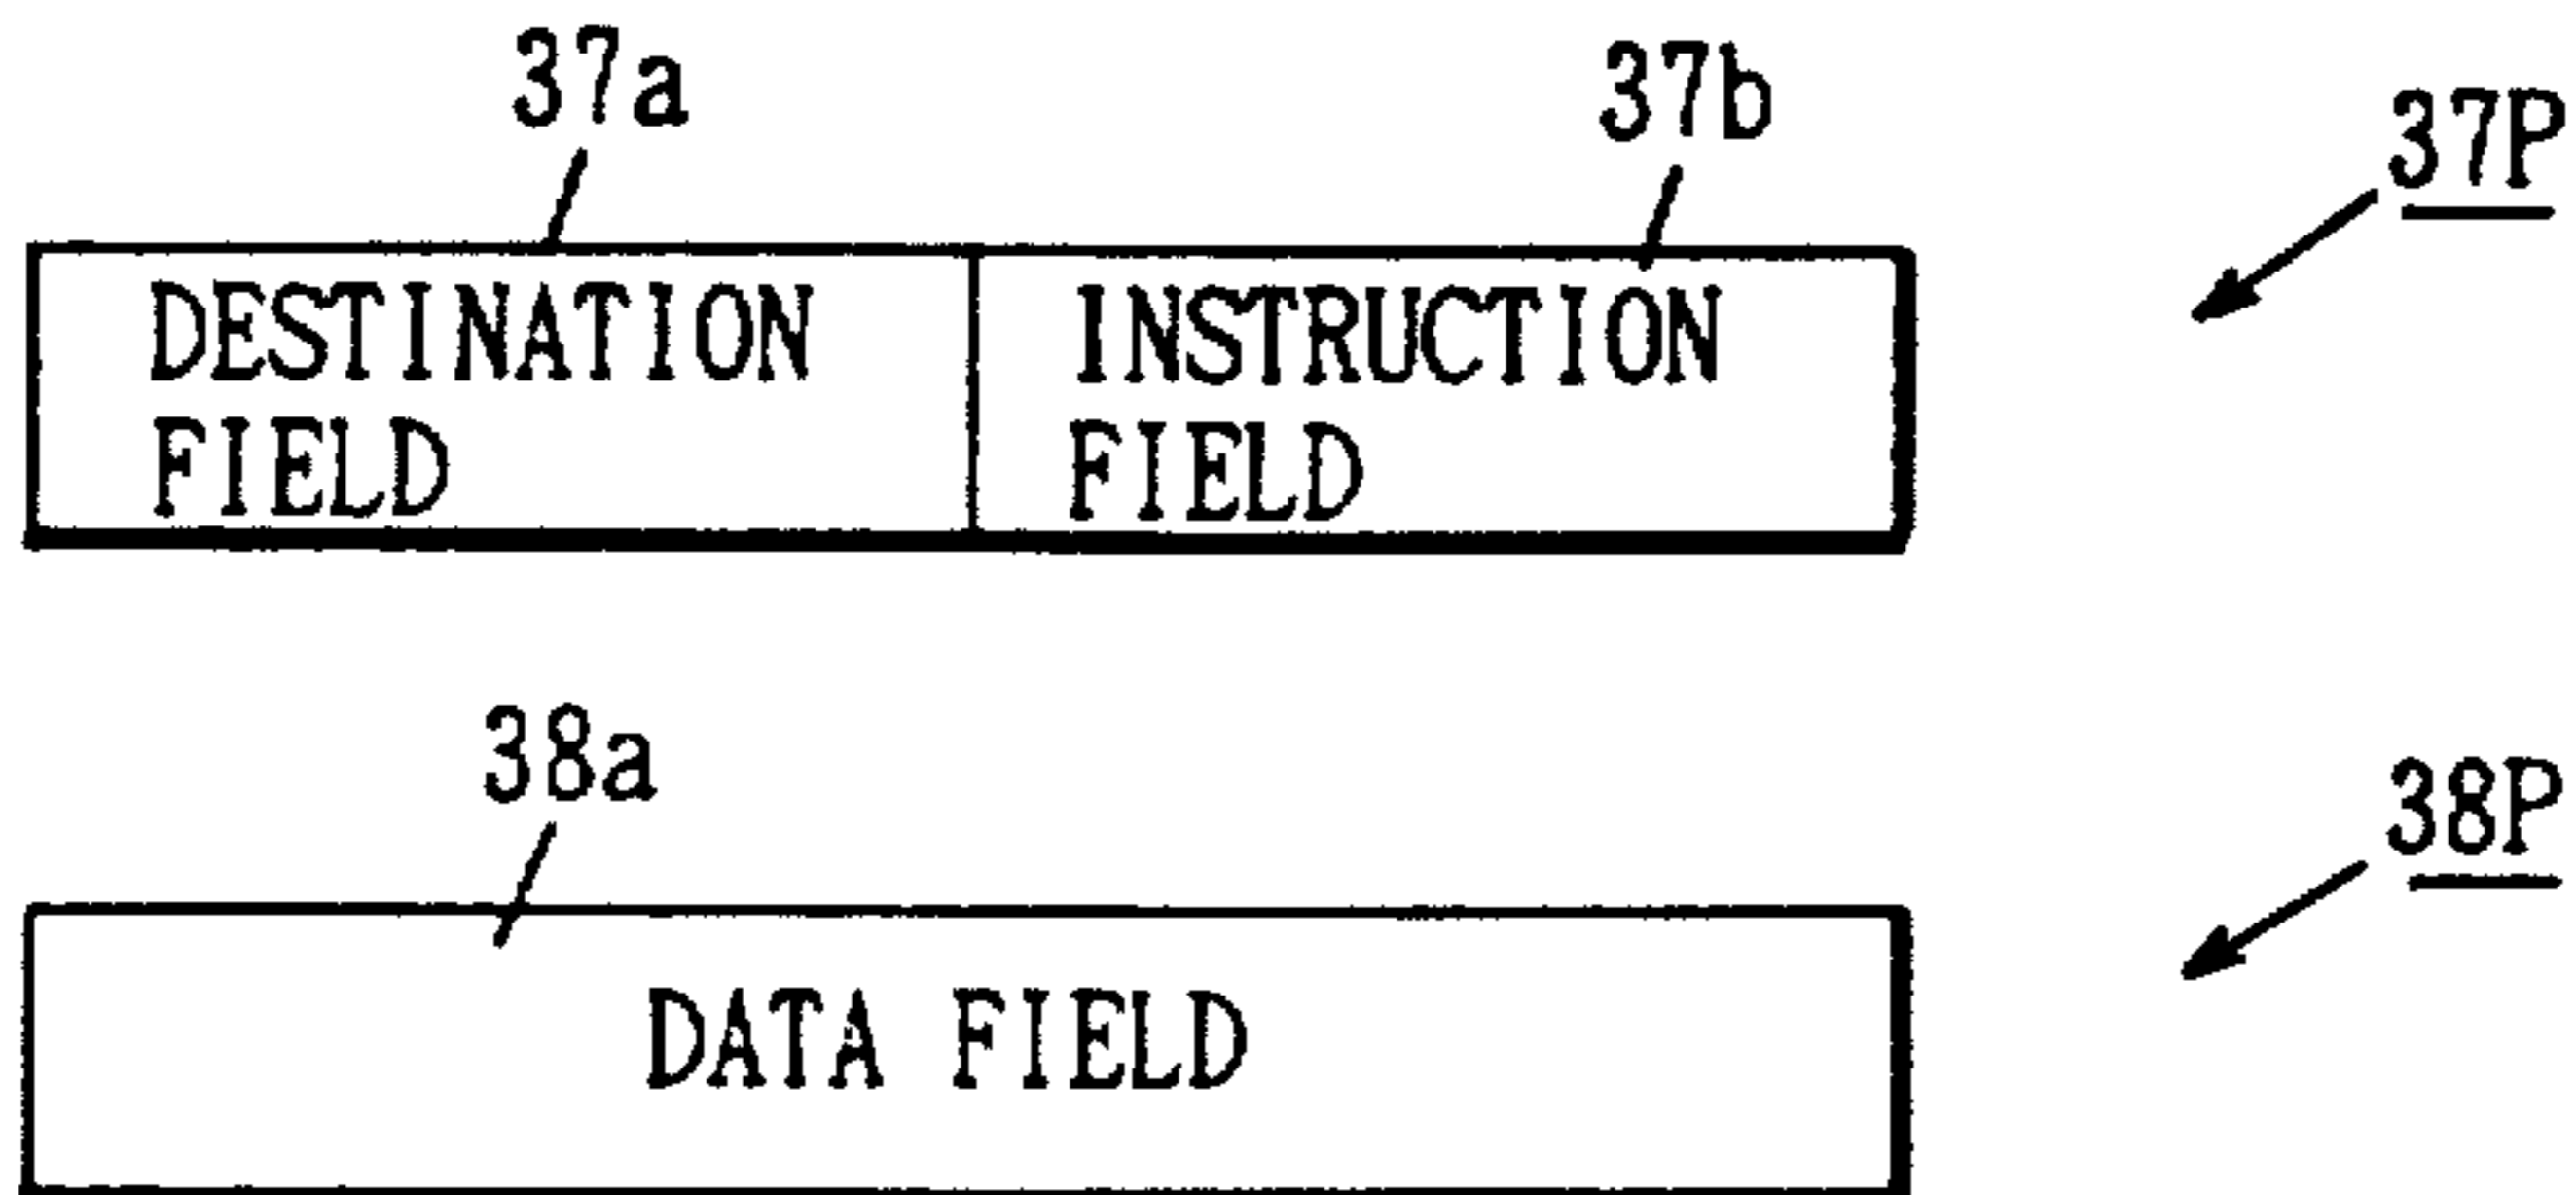 37a
37b
37P
DESTINATION FIELD
INSTRUCTION FIELD
38a
38P
DATA FIELD